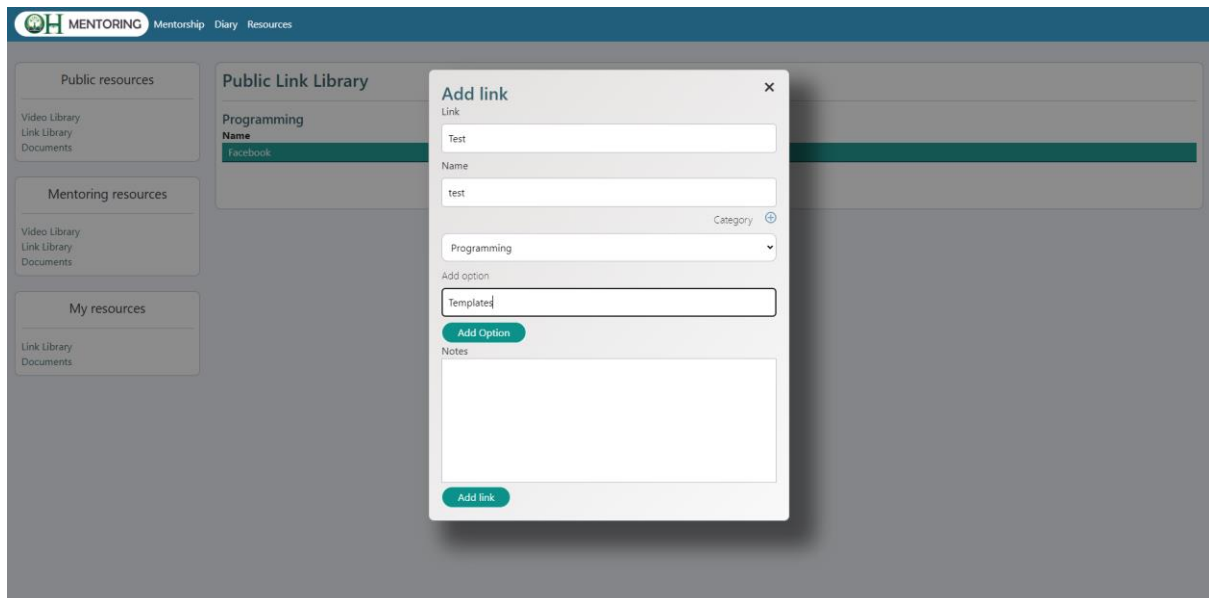 OH MENTORING Mentorship Diary Resources
Public resources
Video Library
Link Library
Documents
Mentoring resources
Video Library
Link Library
Documents
My resources
Link Library
Documents
Public Link Library
Programming
Name
Facebook
Add link
×
Link
Test
Name
test
Category
Programming
Add option
Templates
Add Option
Notes
Add link